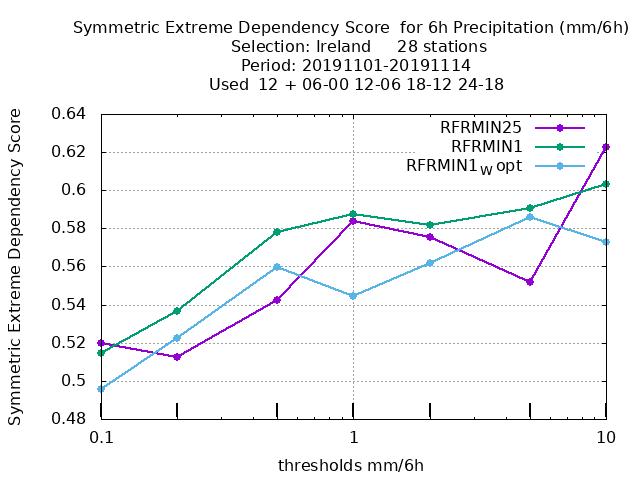 Symmetric Extreme Dependency Score for 6h Precipitation (mm/6h)
Selection: Ireland 28 stations
Period: 20191101-20191114
Used 12 + 06-00 12-06 18-12 24-18
Symmetric Extreme Dependency Score
0.64
0.62
0.6
0.58
0.56
0.54
0.52
0.5
0.48
RFRMIN25
RFRMIN1
RFRMIN1W opt
0.1 1 10
thresholds mm/6h